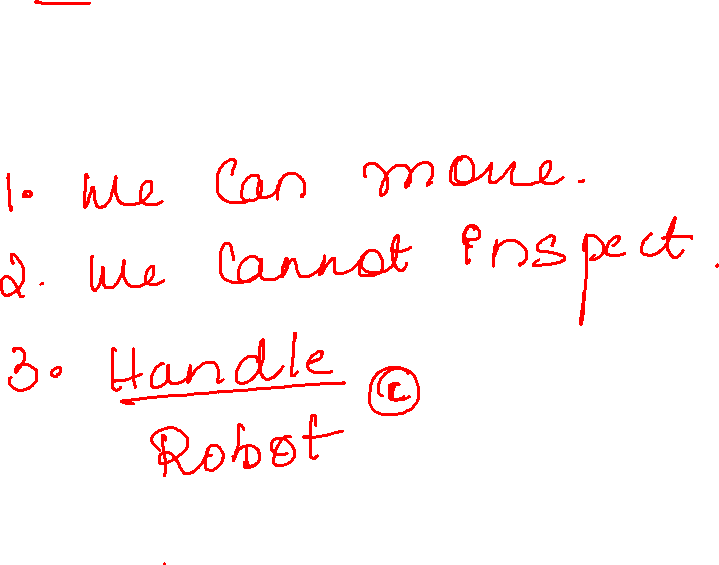 1. We Can move.
2. We Cannot inspect.
3. Handle ©
Robot